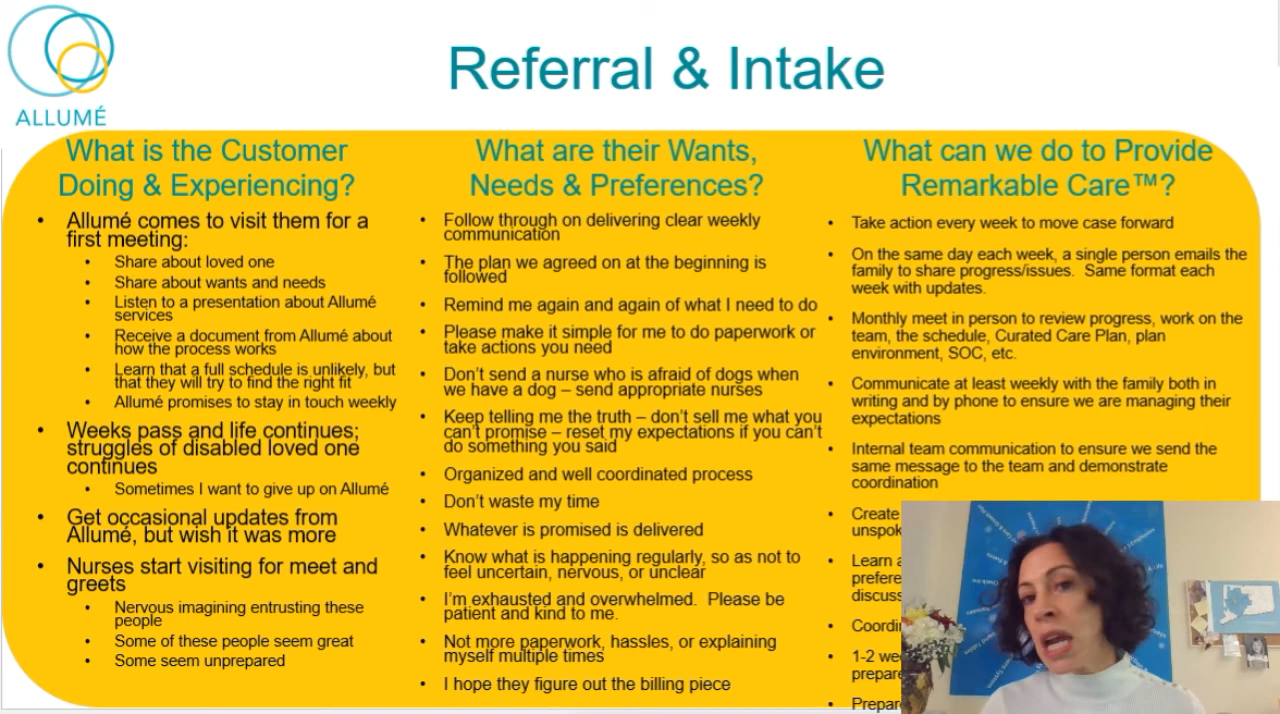 ALLUMÉ
Referral & Intake
What is the Customer
Doing & Experiencing?
• Allumé comes to visit them for a
first meeting:
• Share about loved one
• Share about wants and needs
• Listen to a presentation about Allumé
services
• Receive a document from Allumé about
how the process works
• Learn that a full schedule is unlikely, but
that they will try to find the right fit
• Allumé promises to stay in touch weekly
• Weeks pass and life continues;
struggles of disabled loved one
continues
• Sometimes I want to give up on Allumé
• Get occasional updates from
Allumé, but wish it was more
• Nurses start visiting for meet and
greets
• Nervous imagining entrusting these
people
• Some of these people seem great
• Some seem unprepared
What are their Wants,
Needs & Preferences?
• Follow through on delivering clear weekly
communication
• The plan we agreed on at the beginning is
followed
• Remind me again and again of what I need to do
• Please make it simple for me to do paperwork or
take actions you need
• Don't send a nurse who is afraid of dogs when
we have a dog – send appropriate nurses
• Keep telling me the truth – don't sell me what you
can't promise – reset my expectations if you can't
do something you said
• Organized and well coordinated process
• Don't waste my time
• Whatever is promised is delivered
• Know what is happening regularly, so as not to
feel uncertain, nervous, or unclear
• I'm exhausted and overwhelmed. Please be
patient and kind to me.
• Not more paperwork, hassles, or explaining
myself multiple times
• I hope they figure out the billing piece
What can we do to Provide
Remarkable Care™?
• Take action every week to move case forward
• On the same day each week, a single person emails the
family to share progress/issues. Same format each
week with updates.
• Monthly meet in person to review progress, work on the
team, the schedule, Curated Care Plan, plan
environment, SOC, etc.
• Communicate at least weekly with the family both in
writing and by phone to ensure we are managing their
expectations
• Internal team communication to ensure we send the
same message to the team and demonstrate
coordination
• Create
unspok
• Learn a
prefere
discuss
• Coordi
• 1-2 we
prepare
• Prepar